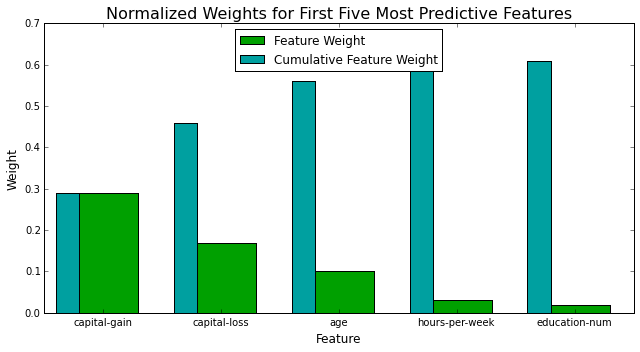 Normalized Weights for First Five Most Predictive Features
0.7
0.6
0.5
0.4
0.3
0.2
0.1
0.0
Weight
Feature Weight
Cumulative Feature Weight
capital-gain capital-loss age hours-per-week education-num
Feature